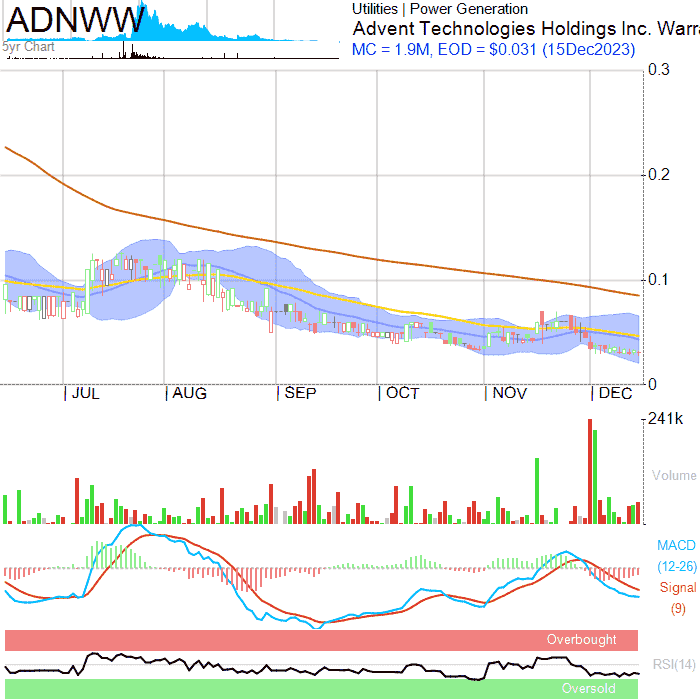 ADNWW
5yr Chart
Utilities | Power Generation
Advent Technologies Holdings Inc. Warra
MC = 1.9M, EOD = $0.031 (15Dec2023)
0.3
0.2
0.1
0
JUL
AUG
SEP
OCT
NOV
DEC
241k
Volume
MACD
(12-26)
Signal
(9)
Overbought
RSI(14)
Oversold